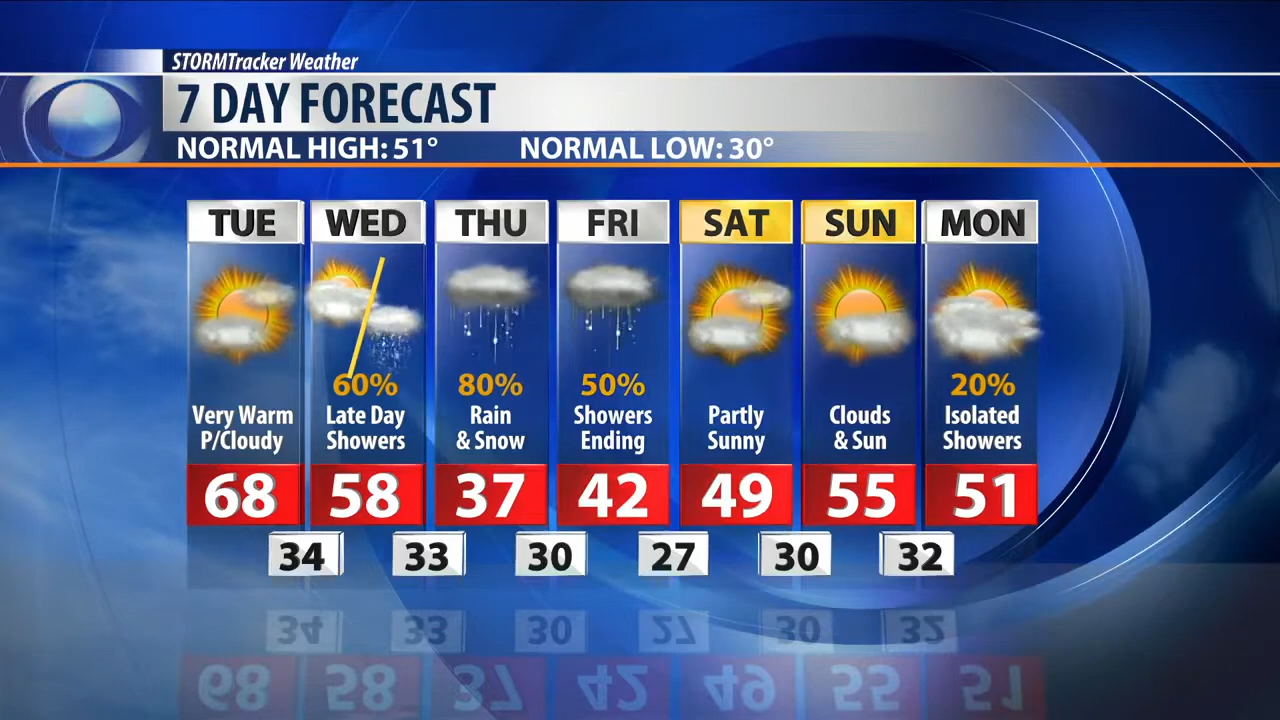 STORMTracker Weather
7 DAY FORECAST
NORMAL HIGH: 51° NORMAL LOW: 30°
TUE WED THU FRI SAT SUN MON
60% 80% 50% 20%
Very Warm Late Day Rain Showers Partly Clouds Isolated
P/Cloudy Showers & Snow Ending Sunny & Sun Showers
68 58 37 42 49 55 51
34 33 30 27 30 32